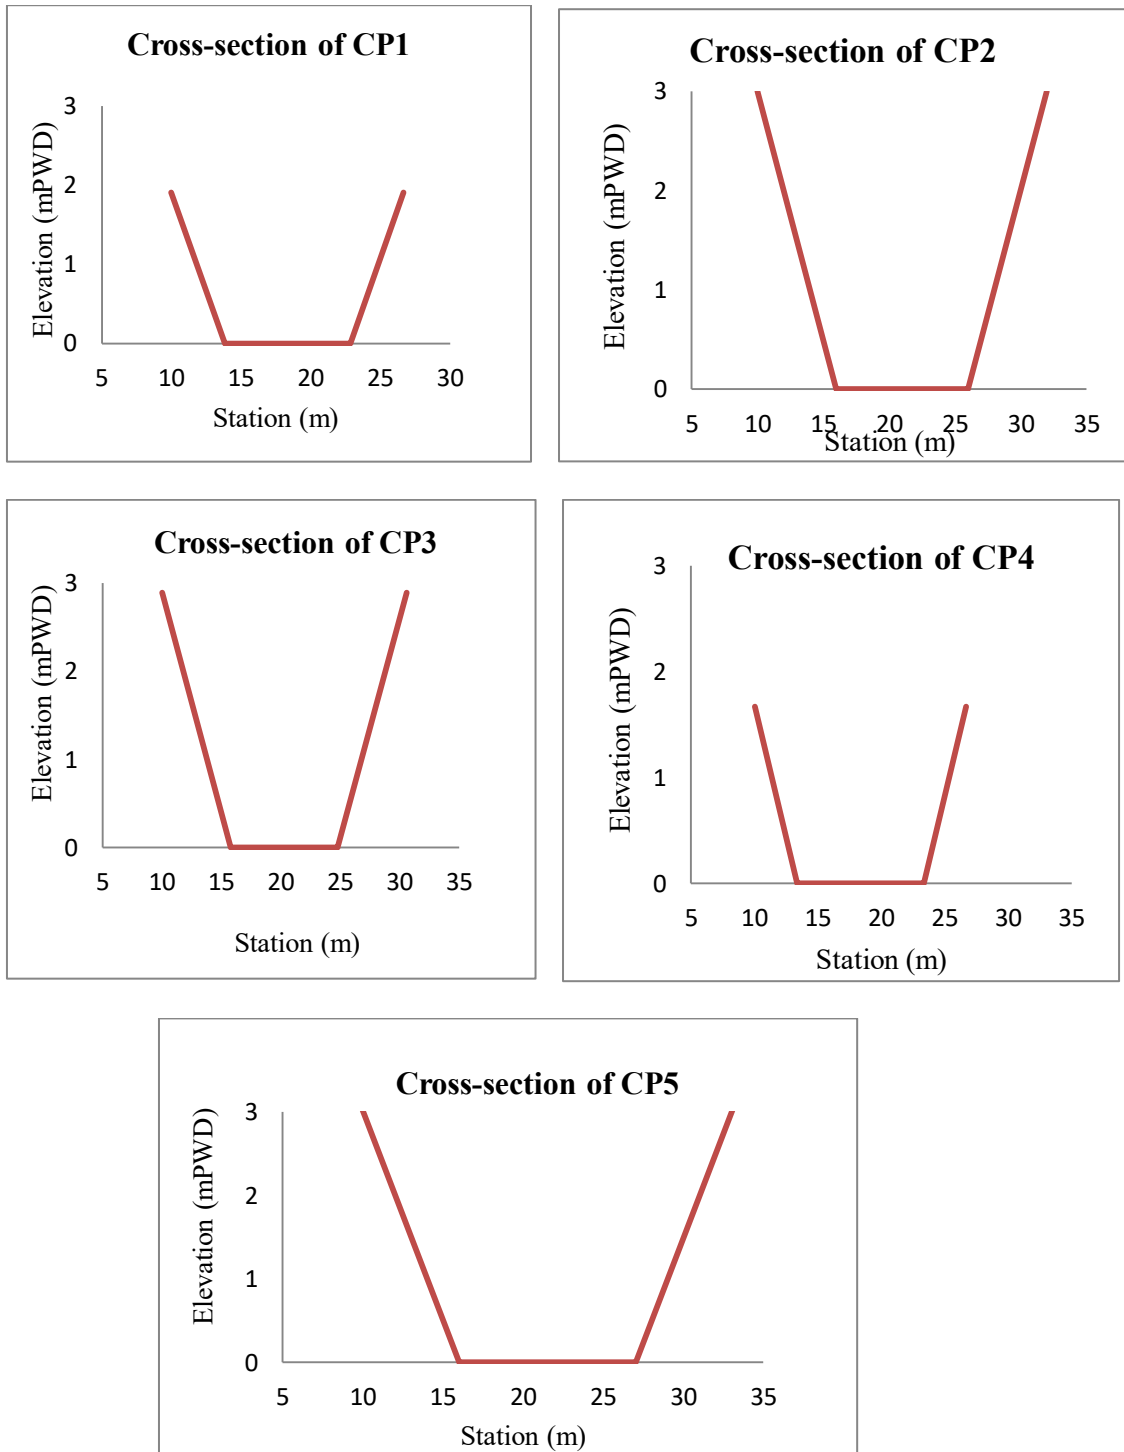 Cross-section of CP1
Elevation (mPWD)
3
2
1
0
5 10 15 20 25 30
Station (m)
Cross-section of CP2
Elevation (mPWD)
3
2
1
0
5 10 15 20 25 30 35
Station (m)
Cross-section of CP3
Elevation (mPWD)
3
2
1
0
5 10 15 20 25 30 35
Station (m)
Cross-section of CP4
Elevation (mPWD)
3
2
1
0
5 10 15 20 25 30 35
Station (m)
Cross-section of CP5
Elevation (mPWD)
3
2
1
0
5 10 15 20 25 30 35
Station (m)